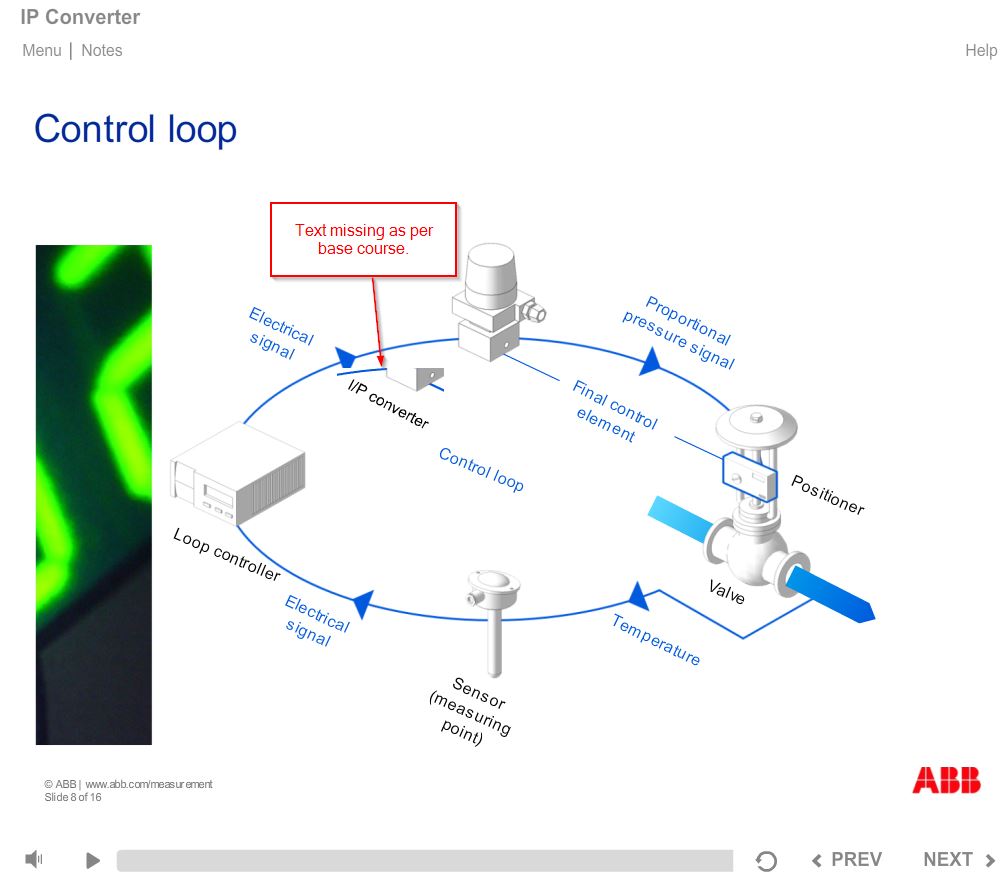 IP Converter
Menu | Notes
Help
Control loop
Text missing as per
base course.
Electrical
signal
Proportional
pressure signal
I/P converter
Final control
element
Control loop
Positioner
Loop controller
Valve
Electrical
signal
Temperature
Sensor
(measuring
point)
© ABB | www.abb.com/measurement
Slide 8 of 16
ABB
PREV
NEXT